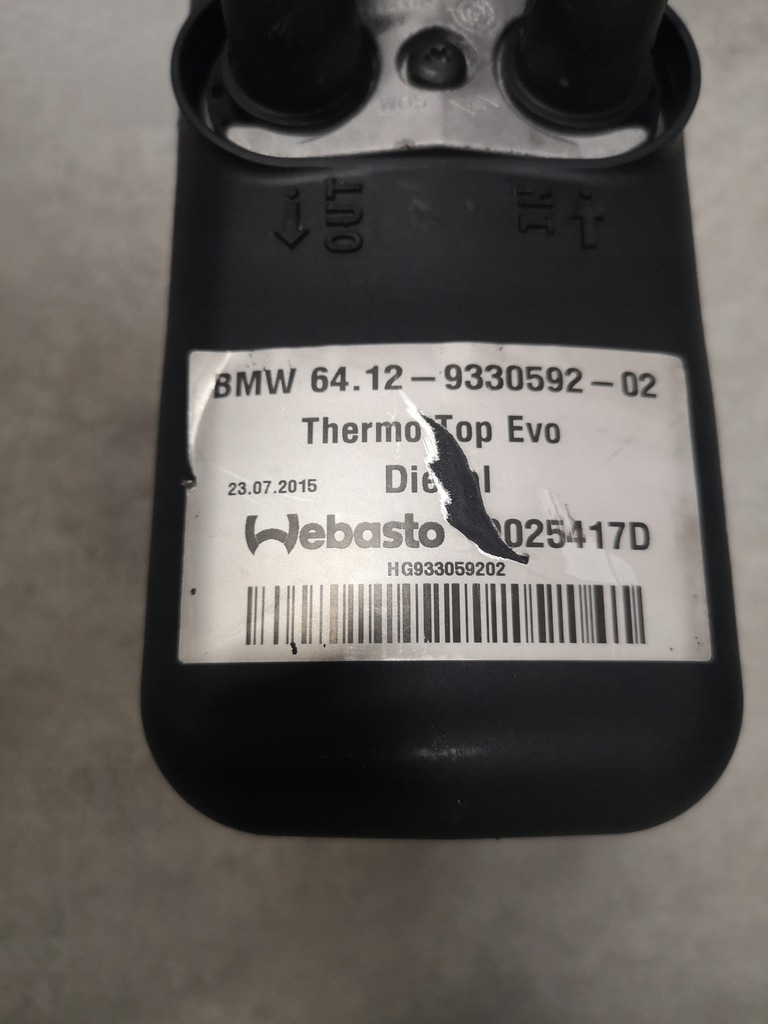 OUT
IN
BMW 64.12-9330592-02
Thermo Top Evo
23.07.2015
Webasto
HG933059202